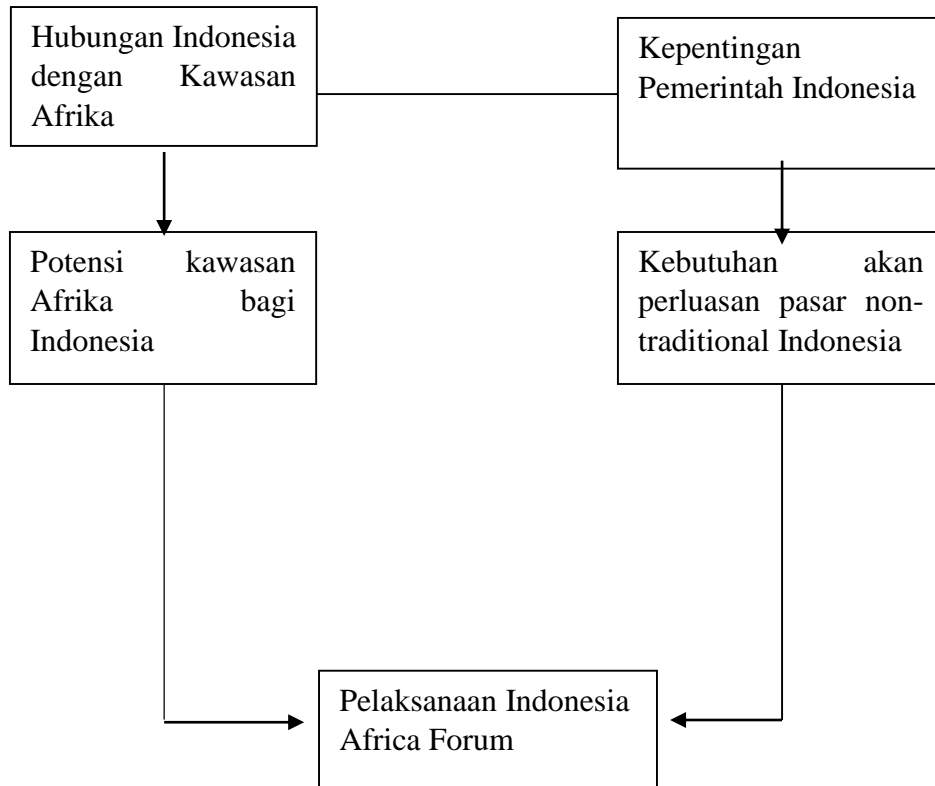 Hubungan Indonesia
dengan Kawasan
Afrika
Kepentingan
Pemerintah Indonesia
Potensi kawasan
Afrika bagi
Indonesia
Kebutuhan akan
perluasan pasar non-
traditional Indonesia
Pelaksanaan Indonesia
Africa Forum